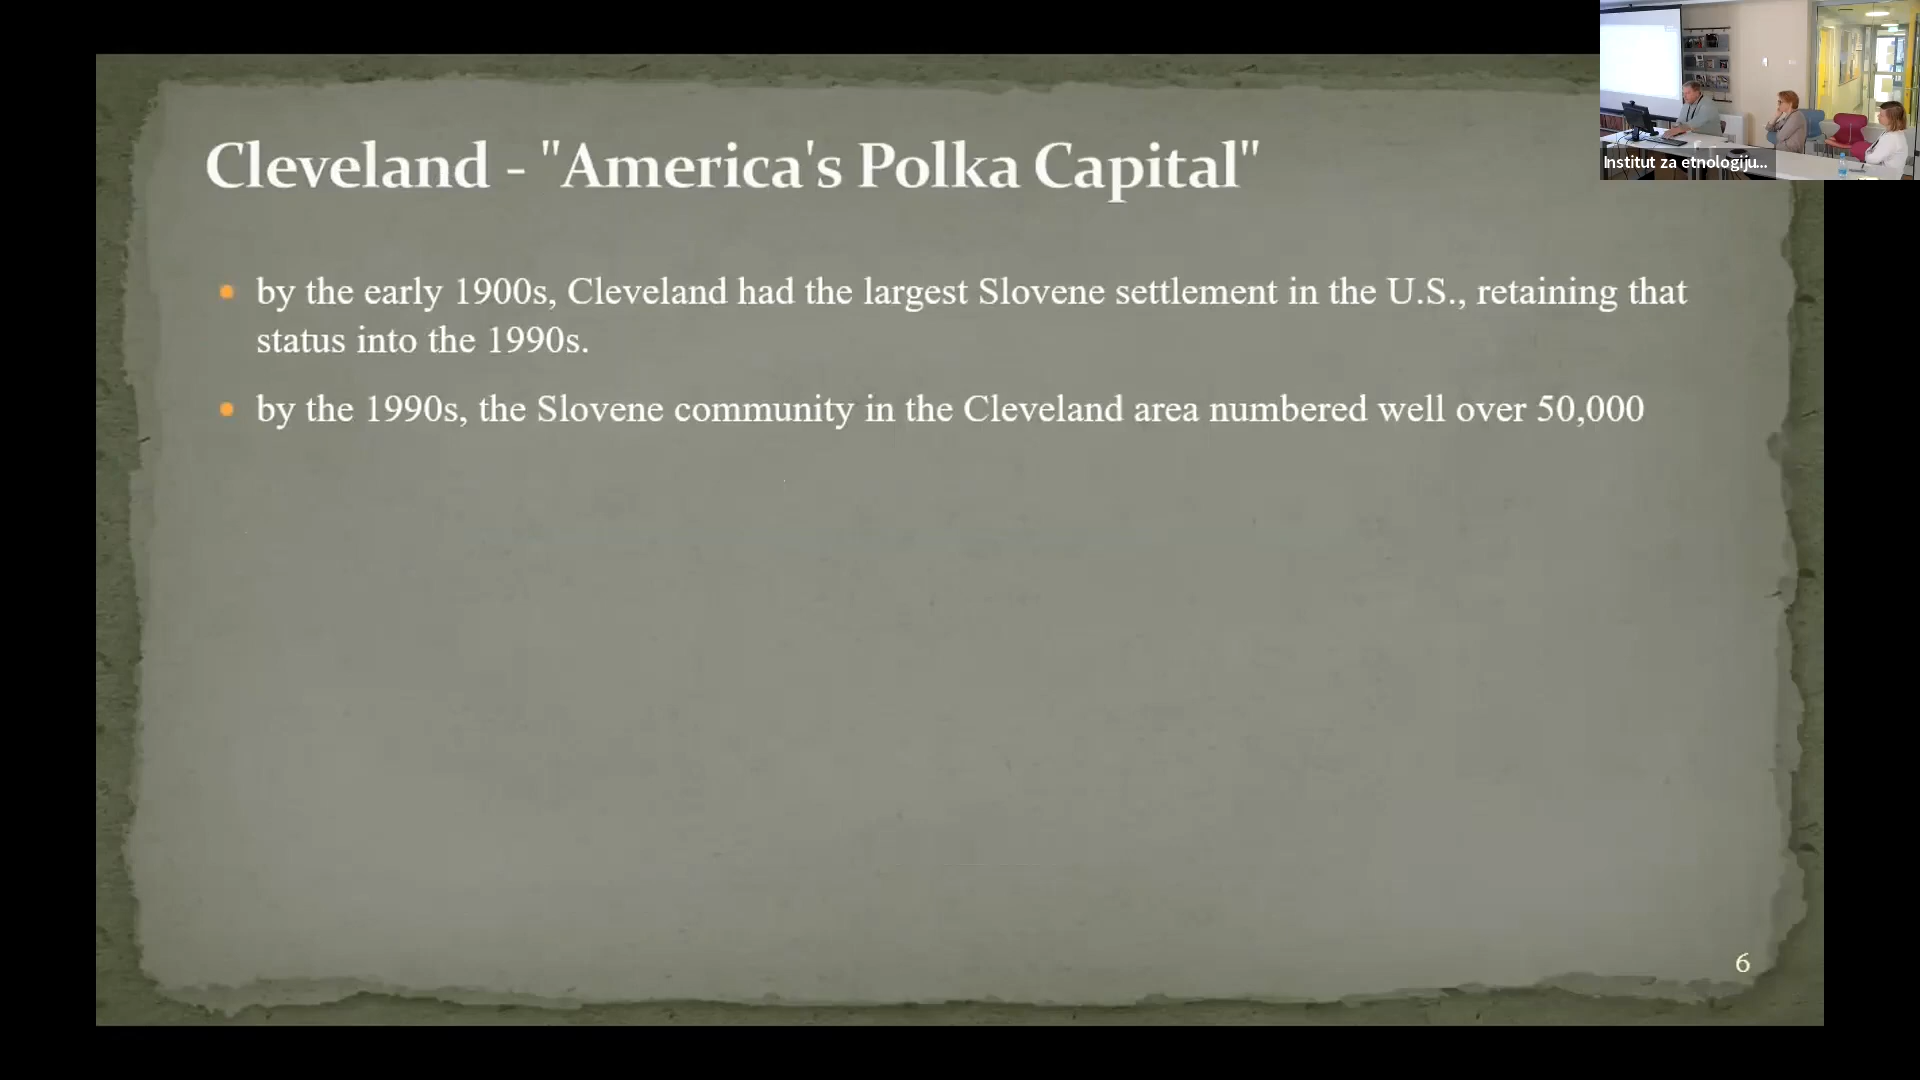 Cleveland - "America's Polka Capital"
by the early 1900s, Cleveland had the largest Slovene settlement in the U.S., retaining that
status into the 1990s.
by the 1990s, the Slovene community in the Cleveland area numbered well over 50,000
6
Institut za etnologiju...